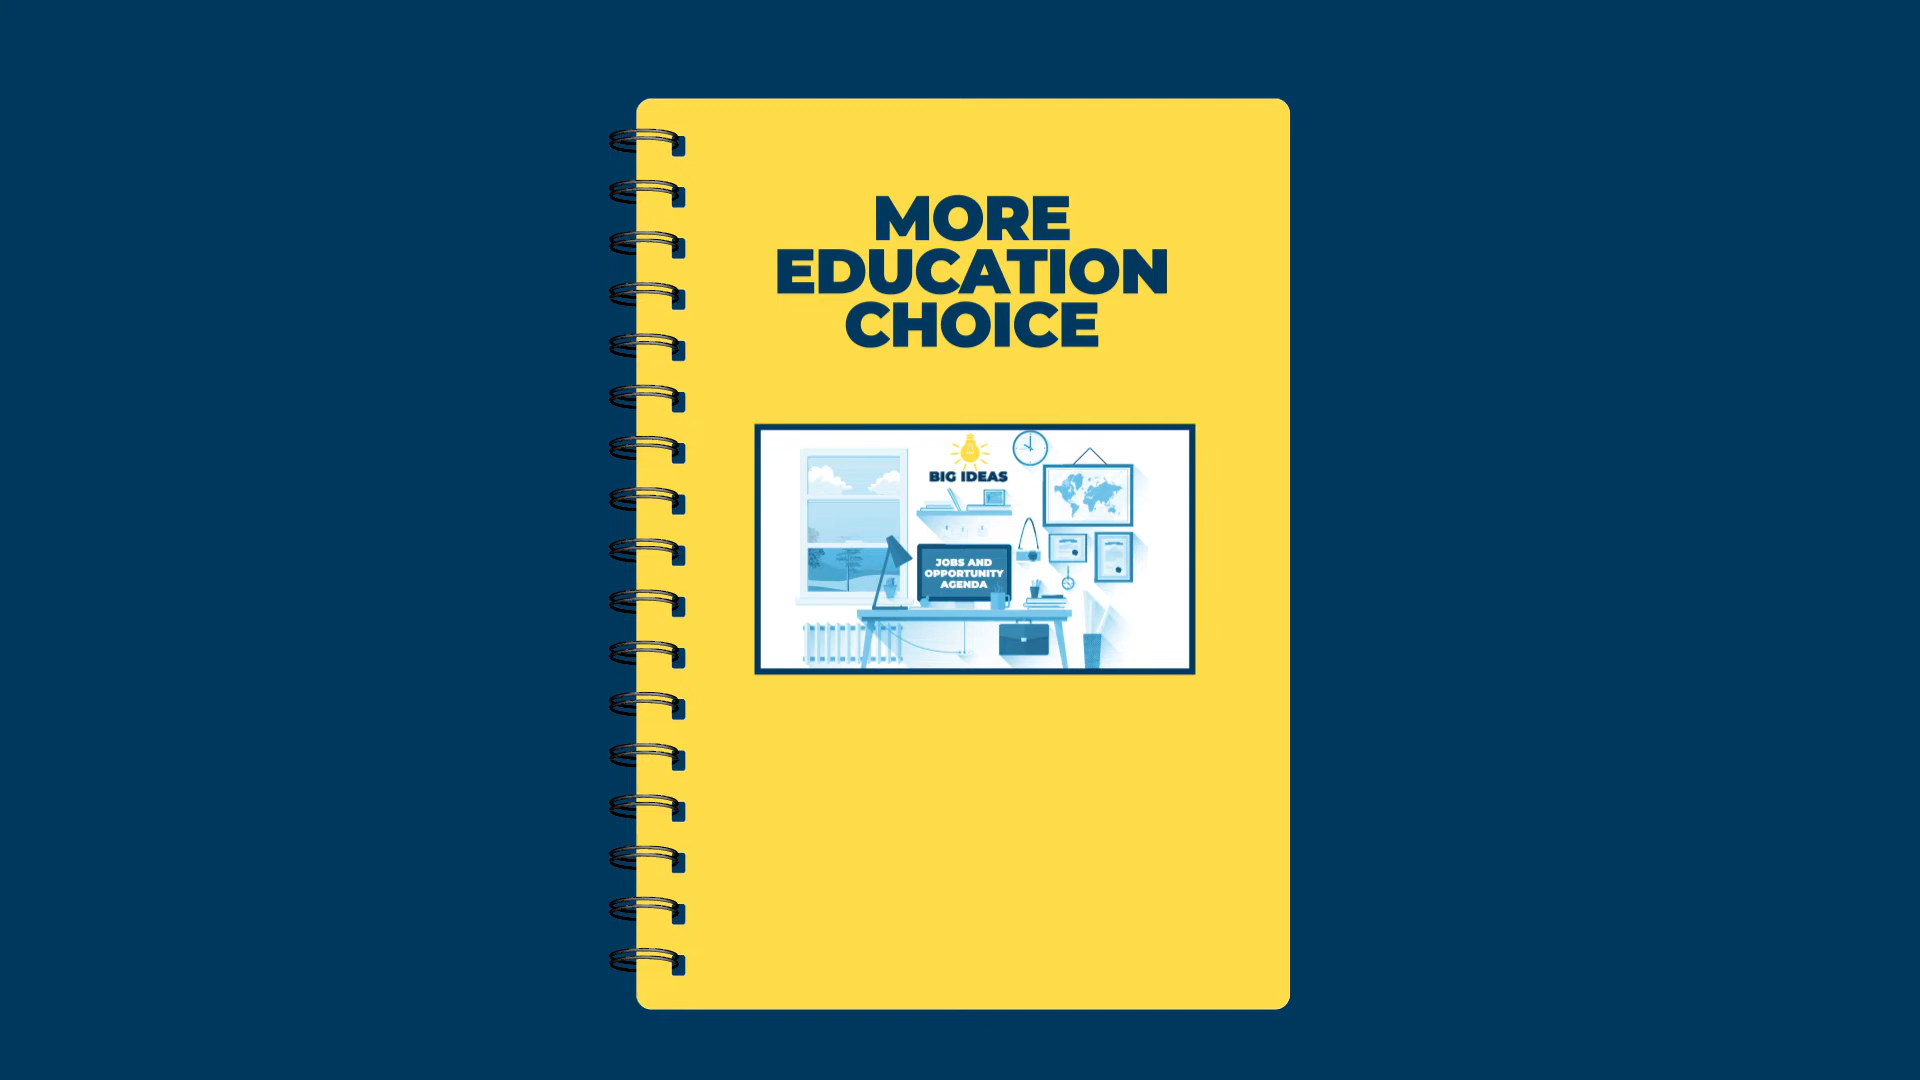 MORE
EDUCATION
CHOICE
BIG IDEAS
JOBS AND
OPPORTUNITY
AGENDA